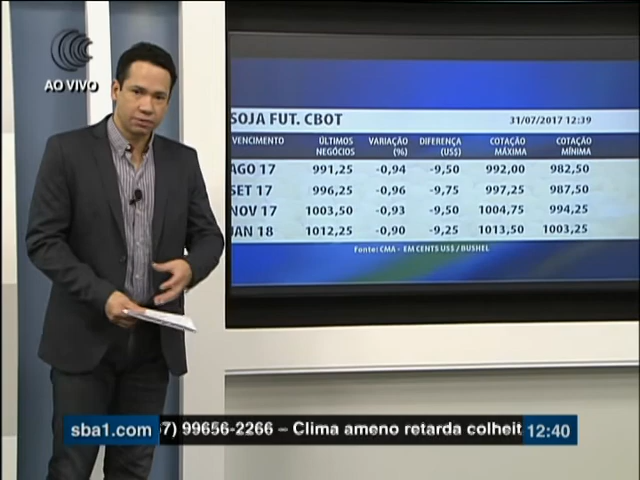 AO VIVO
SOJA FUT. CBOT 31/07/2017 12:39
VENCIMENTO ÚLTIMOS NEGÓCIOS VARIAÇÃO (%) DIFERENÇA (US$) COTAÇÃO MÁXIMA COTAÇÃO MÍNIMA
AGO 17 991,25 -0,94 -9,50 992,00 982,50
SET 17 996,25 -0,96 -9,75 997,25 987,50
NOV 17 1003,50 -0,93 -9,50 1004,75 994,25
JAN 18 1012,25 -0,90 -9,25 1013,50 1003,25
Fonte: CMA - EM CENTS US$ / BUSHEL
sba1.com 7) 99656-2266 – Clima ameno retarda colheit 12:40